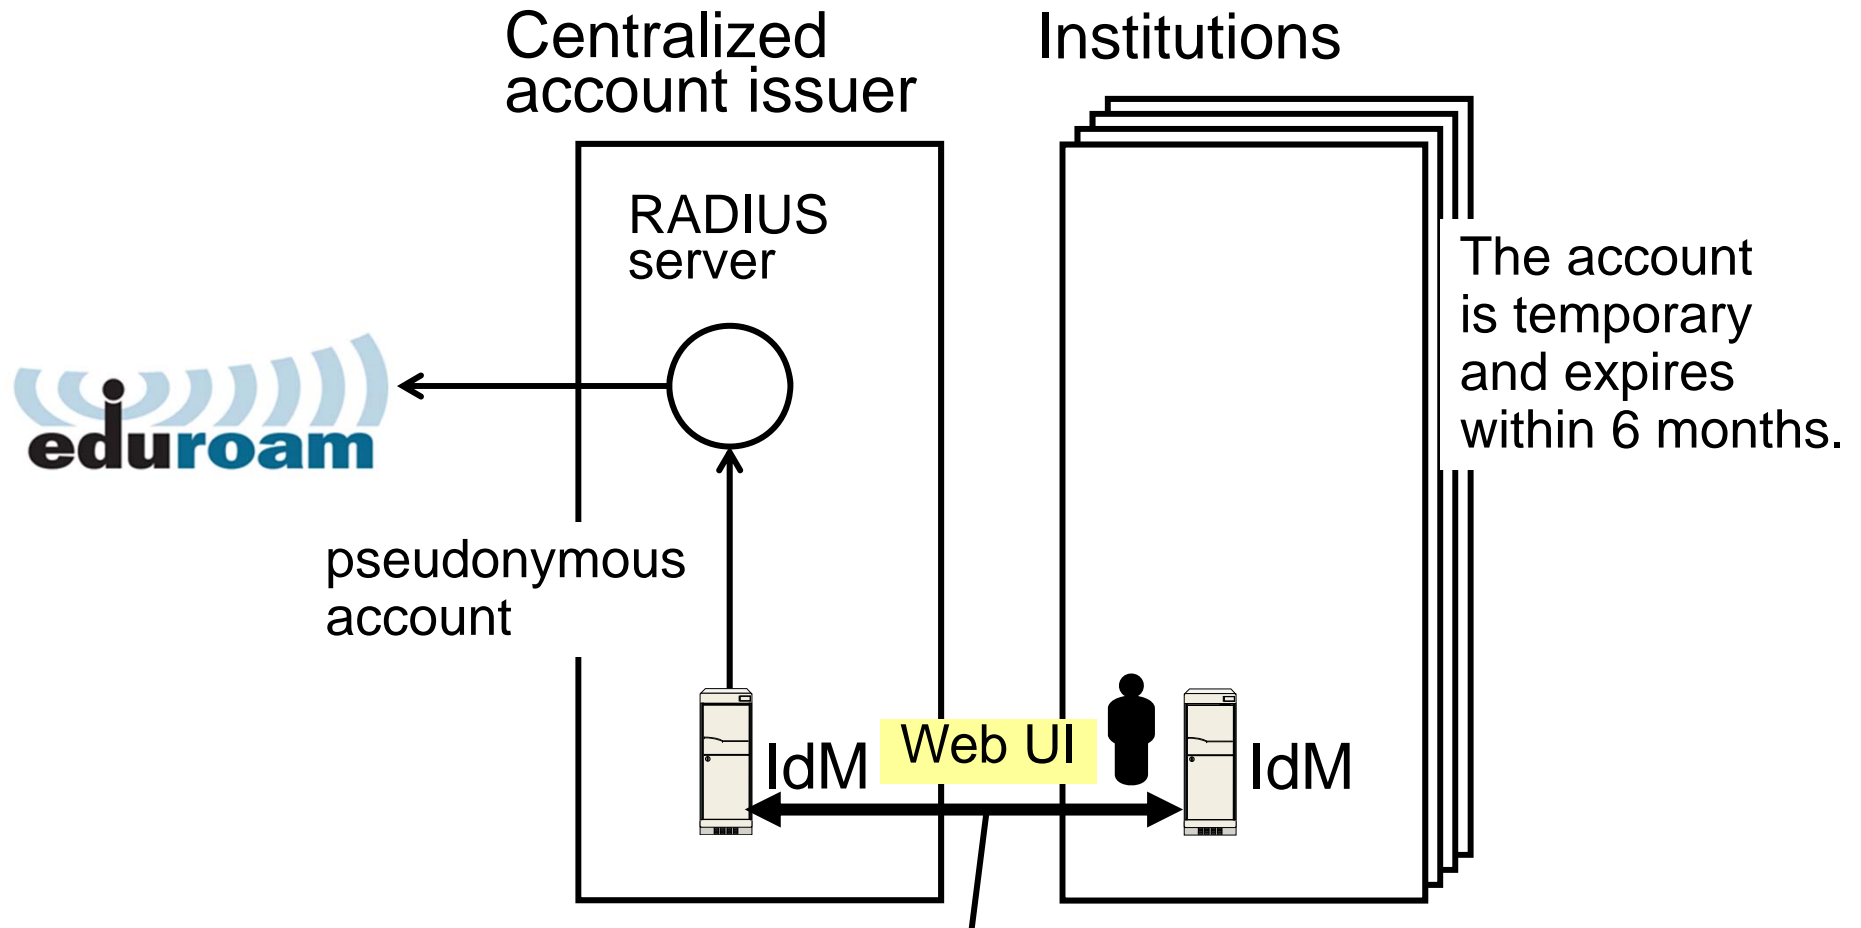 Centralized
account issuer
Institutions
RADIUS
server
The account
is temporary
and expires
within 6 months.
eduroam
pseudonymous
account
IdM
Web UI
IdM